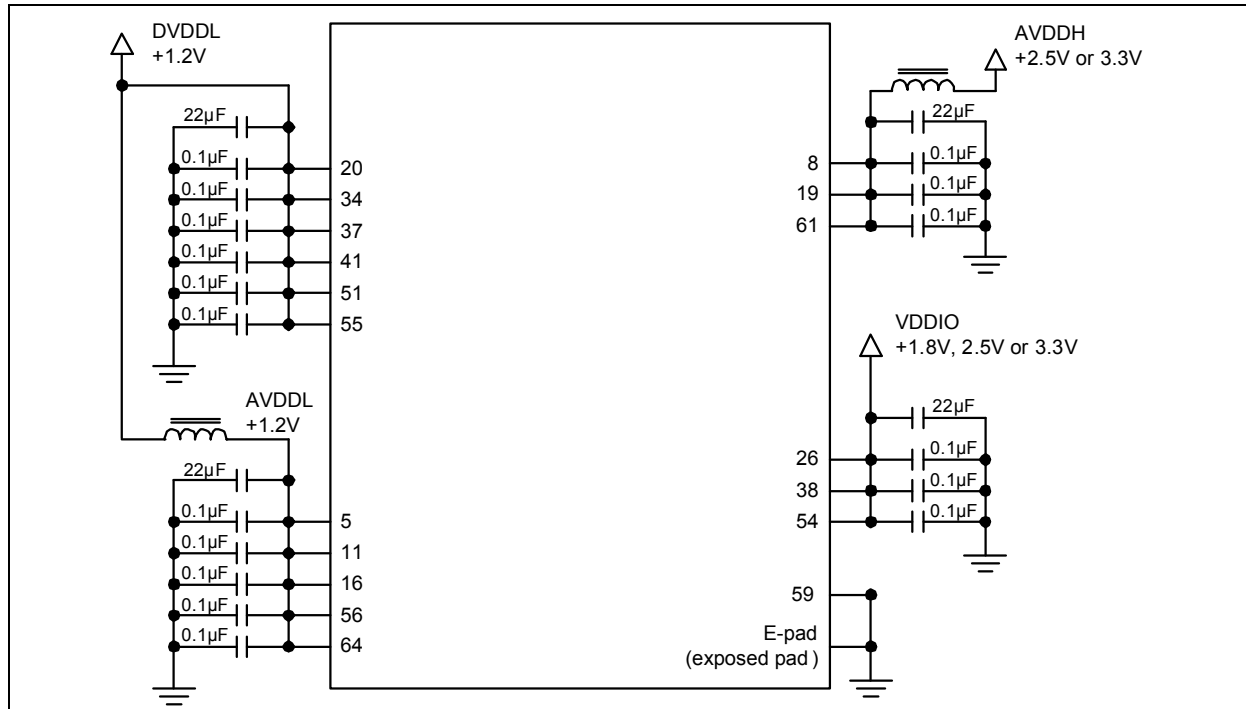 DVDDL
+1.2V
22µF
0.1µF
20
0.1µF
34
0.1µF
37
0.1µF
41
0.1µF
51
0.1µF
55
AVDDL
+1.2V
22µF
0.1µF
5
0.1µF
11
0.1µF
16
0.1µF
56
0.1µF
64
AVDDH
+2.5V or 3.3V
22µF
8
0.1µF
19
0.1µF
61
0.1µF
VDDIO
+1.8V, 2.5V or 3.3V
22µF
26
0.1µF
38
0.1µF
54
0.1µF
59
E-pad
(exposed pad )